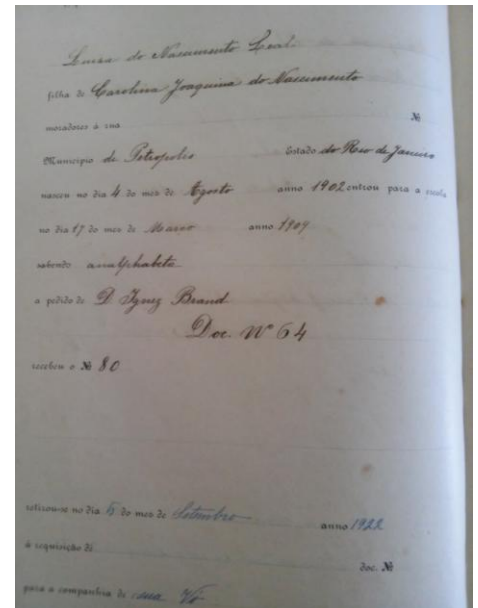 Luiza do Nascimento Leal
filha de Carolina Joaquina do Nascimento
moradores á rua Nº
Municipio de Petropolis Estado do Rio de Janeiro
nasceu no dia 4 do mez de Agosto anno 1902 entrou para a escola
no dia 17 do mez de Março anno 1909
sabendo analphabeta
a pedido de D Ignez Brand
Doc. Nº 64
recebeu o Nº 80
retirou-se no dia 5 do mez de Setembro anno 1922
á requisição de
doc. Nº
para a companhia de sua Vó